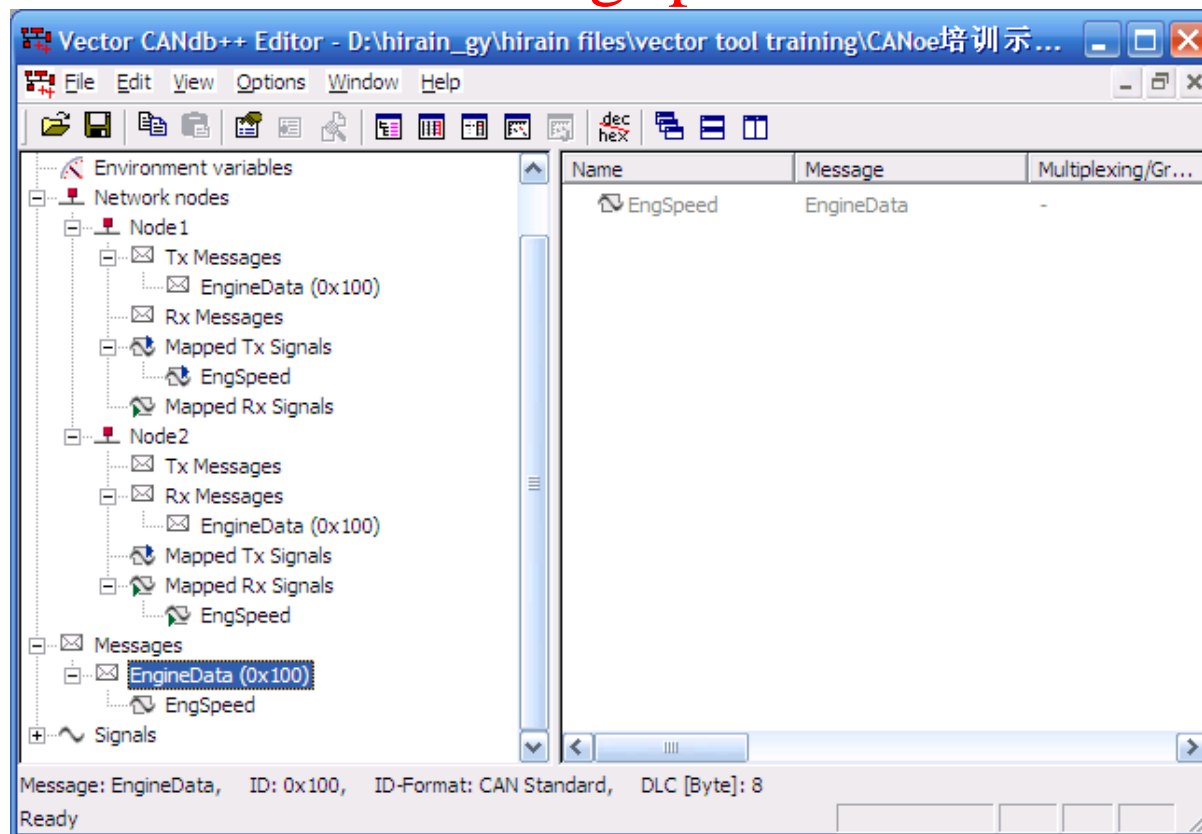 Vector CANdb++ Editor - D:\hirain_gy\hirain files\vector tool training\CANoe培训示...
File Edit View Options Window Help
dec
hex
Environment variables
Network nodes
Node1
Tx Messages
EngineData (0x100)
Rx Messages
Mapped Tx Signals
EngSpeed
Mapped Rx Signals
Node2
Tx Messages
Rx Messages
EngineData (0x100)
Mapped Tx Signals
Mapped Rx Signals
EngSpeed
Messages
EngineData (0x100)
EngSpeed
Signals
Name Message Multiplexing/Gr...
EngSpeed EngineData -
Message: EngineData, ID: 0x100, ID-Format: CAN Standard, DLC [Byte]: 8
Ready